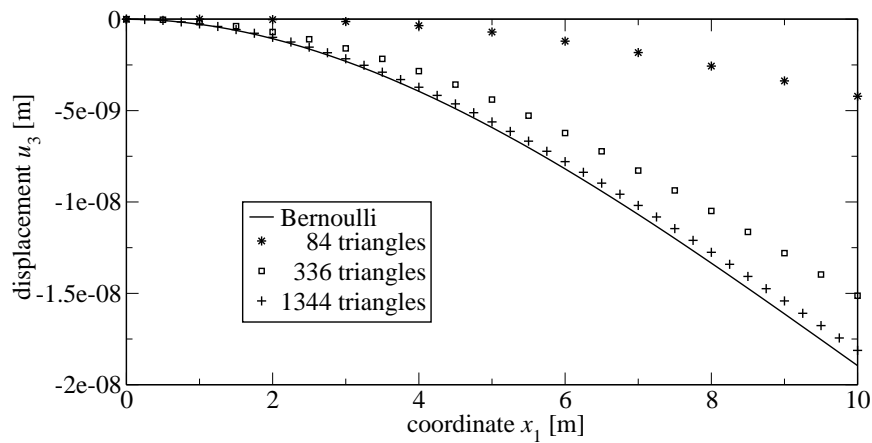 0
-5e-09
-1e-08
-1.5e-08
-2e-08
displacement u3 [m]
Bernoulli
84 triangles
336 triangles
1344 triangles
0 2 4 6 8 10
coordinate x1 [m]